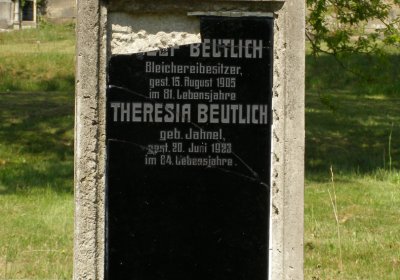 BEUTLICH
Bleichereibesitzer,
gest. 15. August 1905
im 81. Lebensjahre
THERESIA BEUTLICH
geb. Jahnel,
gest. 20. Juni 1923
im 84. Lebensjahre.